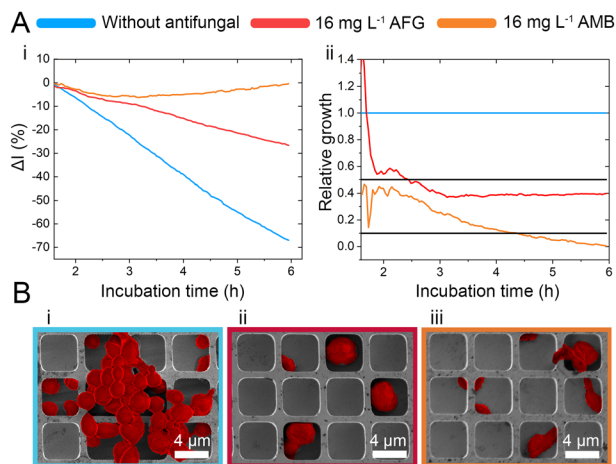 A Without antifungal 16 mg L⁻¹ AFG 16 mg L⁻¹ AMB
i
10
0
-10
-20
-30
-40
-50
-60
-70
ΔI (%)
2 3 4 5 6
Incubation time (h)
ii
1.4
1.2
1.0
0.8
0.6
0.4
0.2
0.0
Relative growth
2 3 4 5 6
Incubation time (h)
B
i ii iii
4 µm 4 µm 4 µm